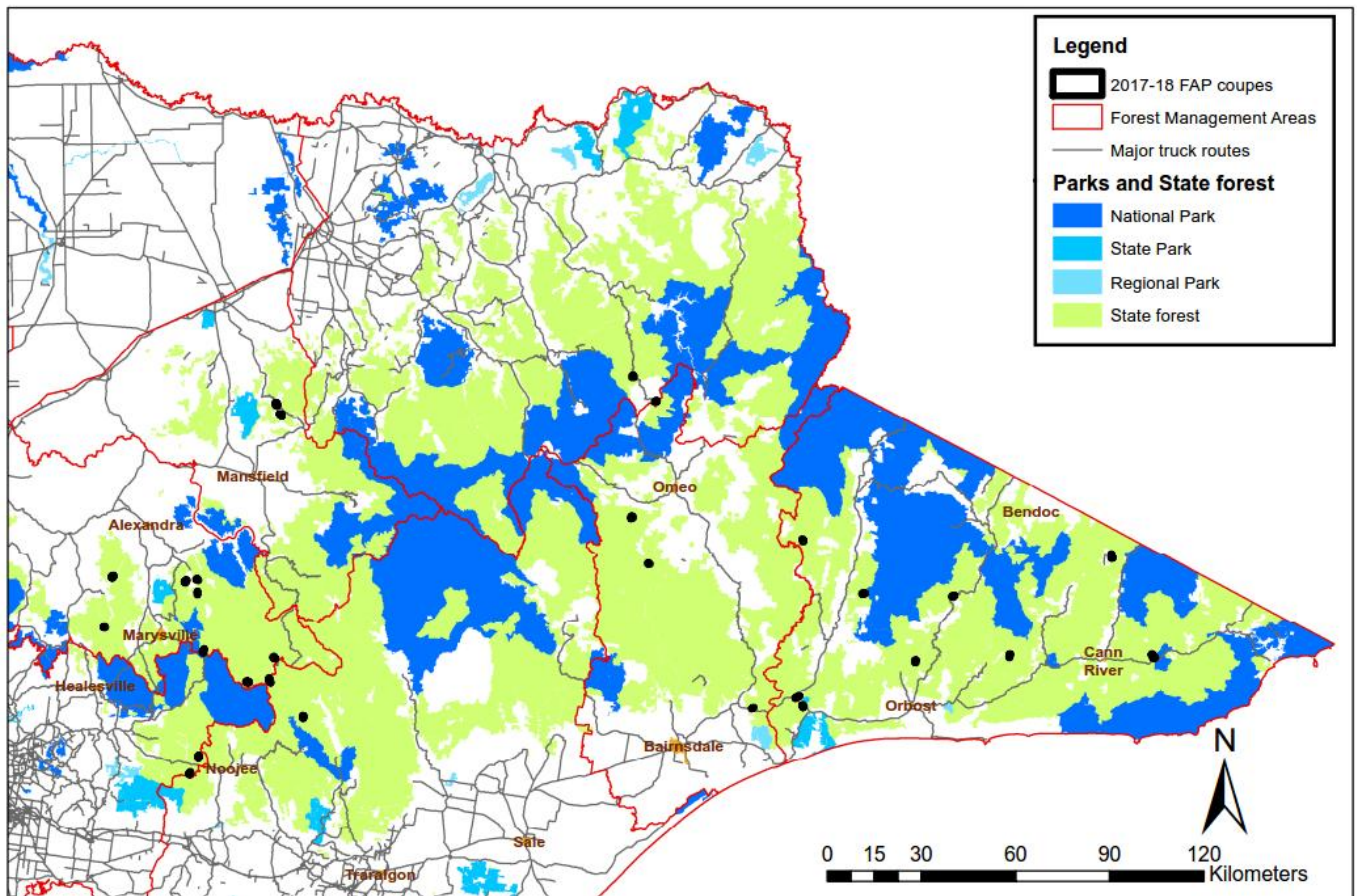 Legend
2017-18 FAP coupes
Forest Management Areas
Major truck routes
Parks and State forest
National Park
State Park
Regional Park
State forest
Mansfield
Omeo
Alexandra
Bendoc
Marysville
Cann
River
Healesville
Orbost
Bairnsdale
Noojee
Sale
Traralgon
N
0 15 30 60 90 120
Kilometers